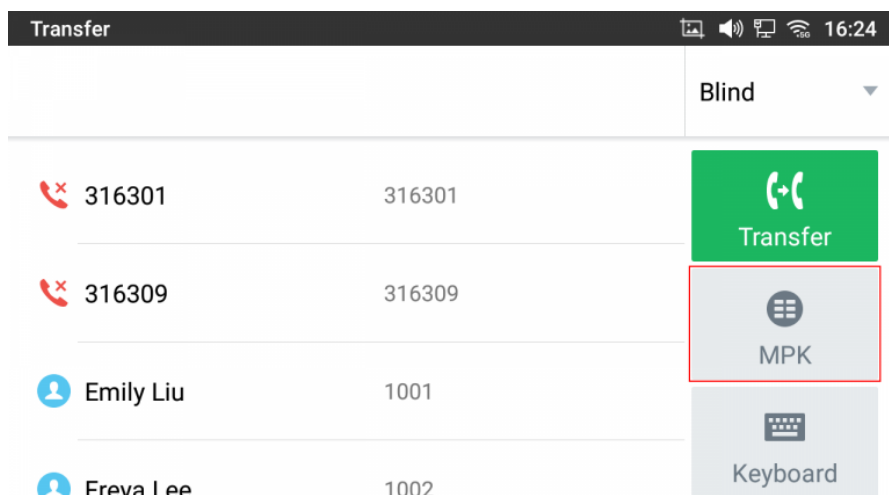 Transfer 16:24
Blind
316301 316301
Transfer
316309 316309
MPK
Emily Liu 1001
Keyboard
Freya Lee 1002